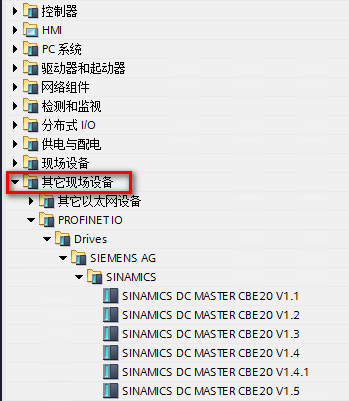 控制器
HMI
PC 系统
驱动器和起动器
网络组件
检测和监视
分布式 I/O
供电与配电
现场设备
其它现场设备
其它以太网设备
PROFINET IO
Drives
SIEMENS AG
SINAMICS
SINAMICS DC MASTER CBE20 V1.1
SINAMICS DC MASTER CBE20 V1.2
SINAMICS DC MASTER CBE20 V1.3
SINAMICS DC MASTER CBE20 V1.4
SINAMICS DC MASTER CBE20 V1.4.1
SINAMICS DC MASTER CBE20 V1.5